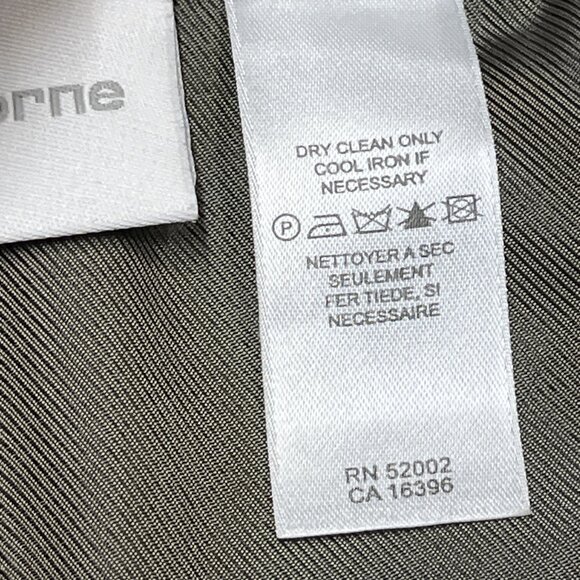 orne
DRY CLEAN ONLY
COOL IRON IF
NECESSARY
P
NETTOYER A SEC
SEULEMENT
FER TIEDE, SI
NECESSAIRE
RN 52002
CA 16396